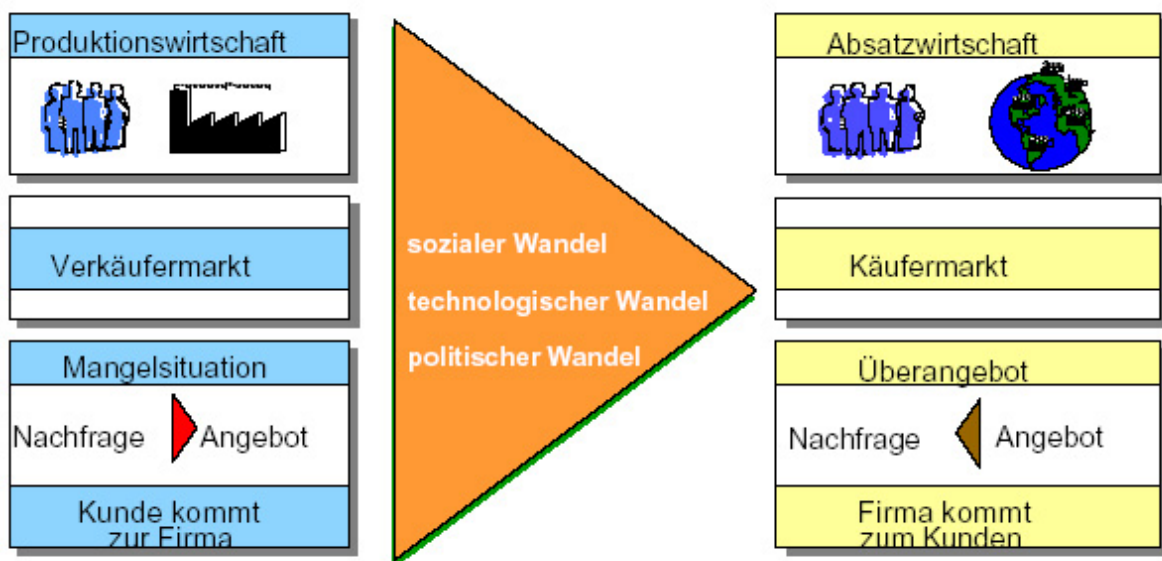 Produktionswirtschaft
Verkäufermarkt
Mangelsituation
Nachfrage Angebot
Kunde kommt
zur Firma
sozialer Wandel
technologischer Wandel
politischer Wandel
Absatzwirtschaft
Käufermarkt
Überangebot
Nachfrage Angebot
Firma kommt
zum Kunden